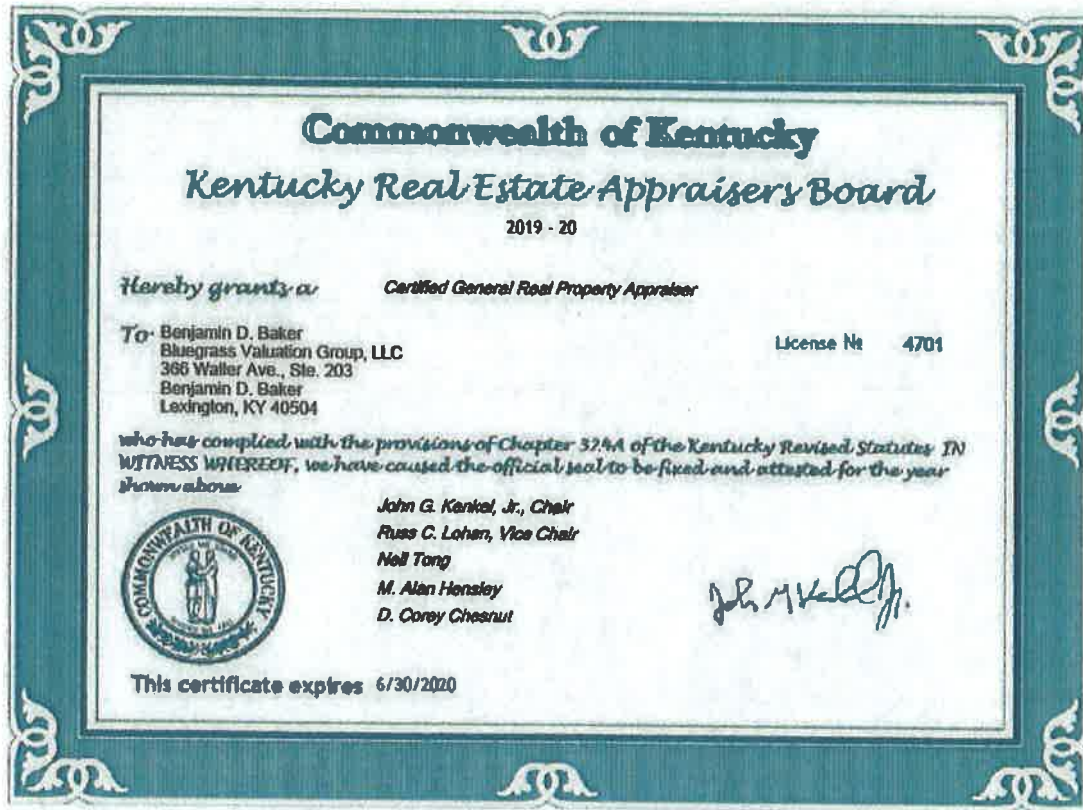 Commonwealth of Kentucky
Kentucky Real Estate Appraisers Board
2019 - 20
Hereby grants a Certified General Real Property Appraiser
To Benjamin D. Baker
Bluegrass Valuation Group, LLC
366 Waller Ave., Ste. 203
Benjamin D. Baker
Lexington, KY 40504
License № 4701
who has complied with the provisions of Chapter 324A of the Kentucky Revised Statutes IN
WITNESS WHEREOF, we have caused the official seal to be fixed and attested for the year
shown above
John G. Kenkel, Jr., Chair
Russ C. Lohan, Vice Chair
Nell Tong
M. Alan Hensley
D. Corey Chesnut
COMMONWEALTH OF KENTUCKY
This certificate expires 6/30/2020